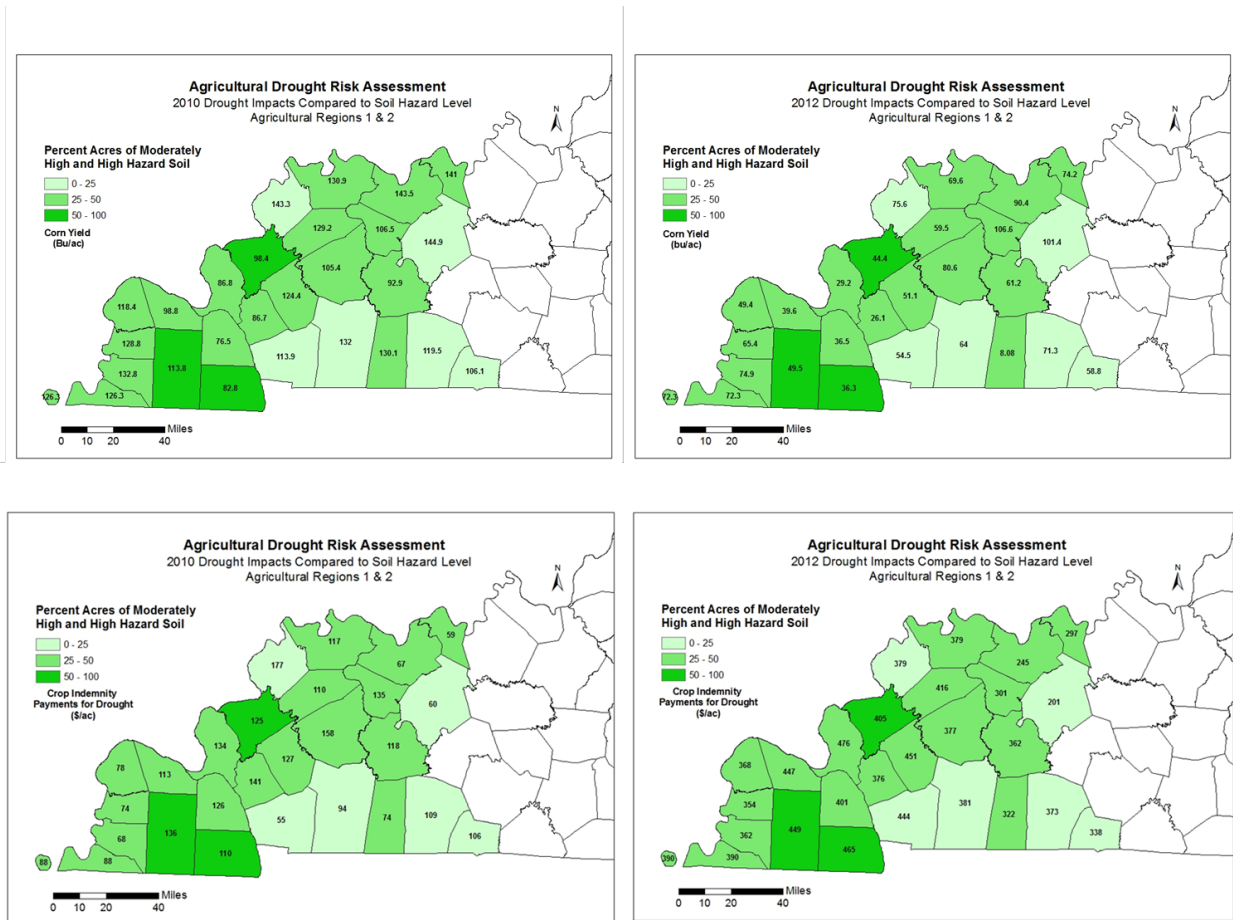 Agricultural Drought Risk Assessment
2010 Drought Impacts Compared to Soil Hazard Level
Agricultural Regions 1 & 2
N
Percent Acres of Moderately
High and High Hazard Soil
0 - 25
25 - 50
50 - 100
Corn Yield
(Bu/ac)
141
130.9
143.5
143.3
129.2
106.5
144.9
98.4
105.4
92.9
86.8
124.4
118.4
98.8
86.7
76.5
128.8
113.9
132
130.1
119.5
113.8
132.8
82.8
106.1
126.3
126.3
0 10 20 40 Miles
Agricultural Drought Risk Assessment
2012 Drought Impacts Compared to Soil Hazard Level
Agricultural Regions 1 & 2
N
Percent Acres of Moderately
High and High Hazard Soil
0 - 25
25 - 50
50 - 100
Corn Yield
(bu/ac)
74.2
69.6
90.4
75.6
59.5
106.6
101.4
44.4
80.6
61.2
29.2
51.1
49.4
39.6
26.1
36.5
65.4
54.5
64
8.08
71.3
49.5
74.9
36.3
58.8
72.3
72.3
0 10 20 40 Miles
Agricultural Drought Risk Assessment
2010 Drought Impacts Compared to Soil Hazard Level
Agricultural Regions 1 & 2
N
Percent Acres of Moderately
High and High Hazard Soil
0 - 25
25 - 50
50 - 100
Crop Indemnity
Payments for Drought
($/ac)
59
117
67
177
110
135
60
125
158
118
134
127
78
113
141
126
74
55
94
74
109
136
68
110
106
88
88
0 10 20 40 Miles
Agricultural Drought Risk Assessment
2012 Drought Impacts Compared to Soil Hazard Level
Agricultural Regions 1 & 2
N
Percent Acres of Moderately
High and High Hazard Soil
0 - 25
25 - 50
50 - 100
Crop Indemnity
Payments for Drought
($/ac)
297
379
245
379
416
301
201
405
377
362
476
451
368
447
376
401
354
444
381
322
373
449
362
465
338
390
390
0 10 20 40 Miles